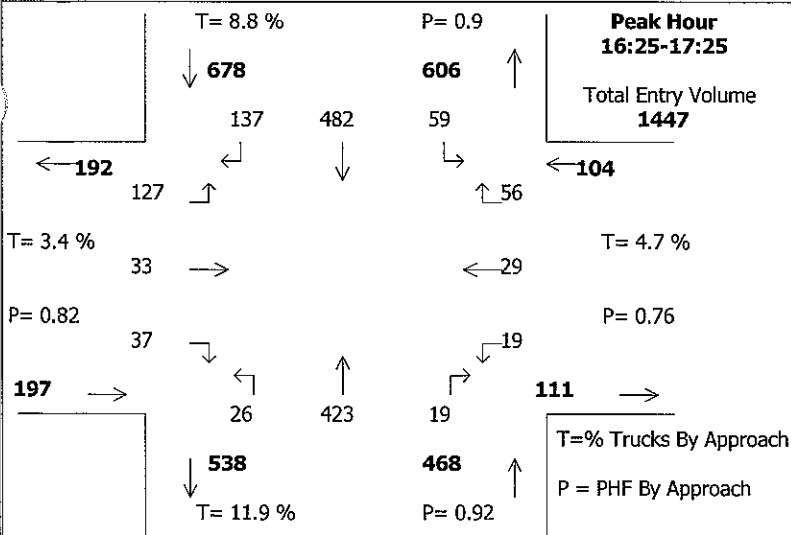 T= 8.8 % P= 0.9 Peak Hour
16:25-17:25
678 606
Total Entry Volume
137 482 59 1447
192 104
127 56
T= 3.4 % T= 4.7 %
33 29
P= 0.82 P= 0.76
37 19
197 111
26 423 19
T=% Trucks By Approach
538 468
P = PHF By Approach
T= 11.9 % P= 0.92